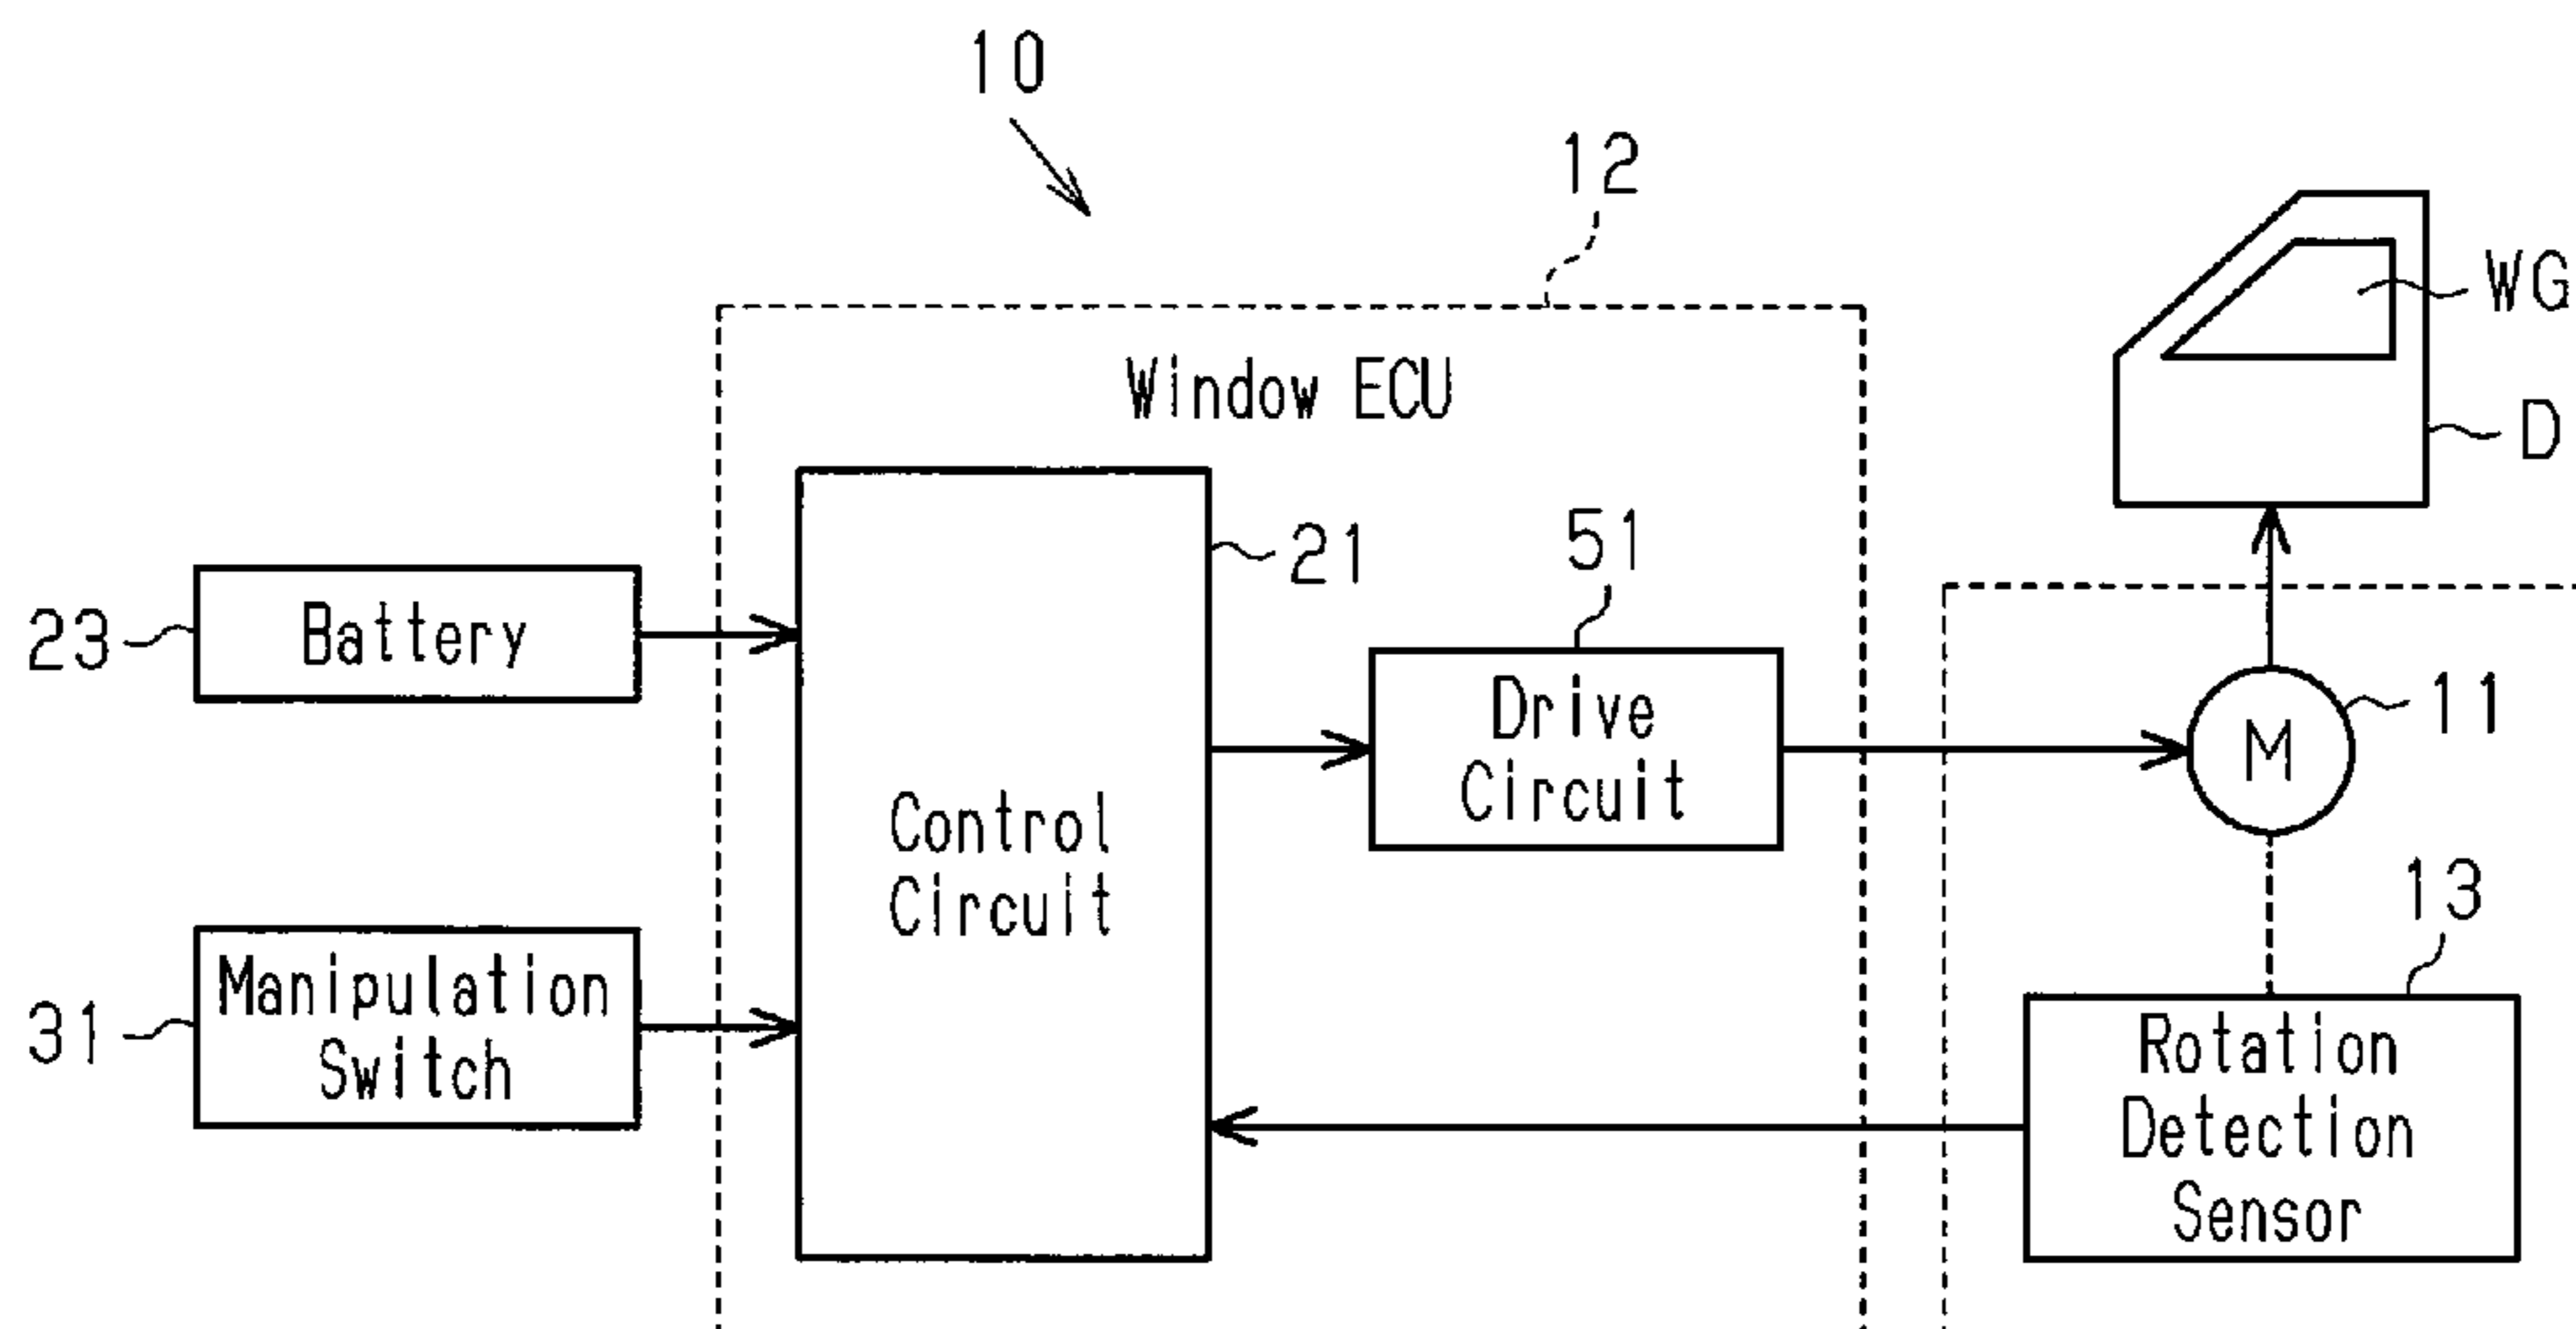 10
12
WG
Window ECU
D
21
51
23
Battery
Drive
Circuit
11
M
Control
Circuit
13
31
Manipulation
Switch
Rotation
Detection
Sensor